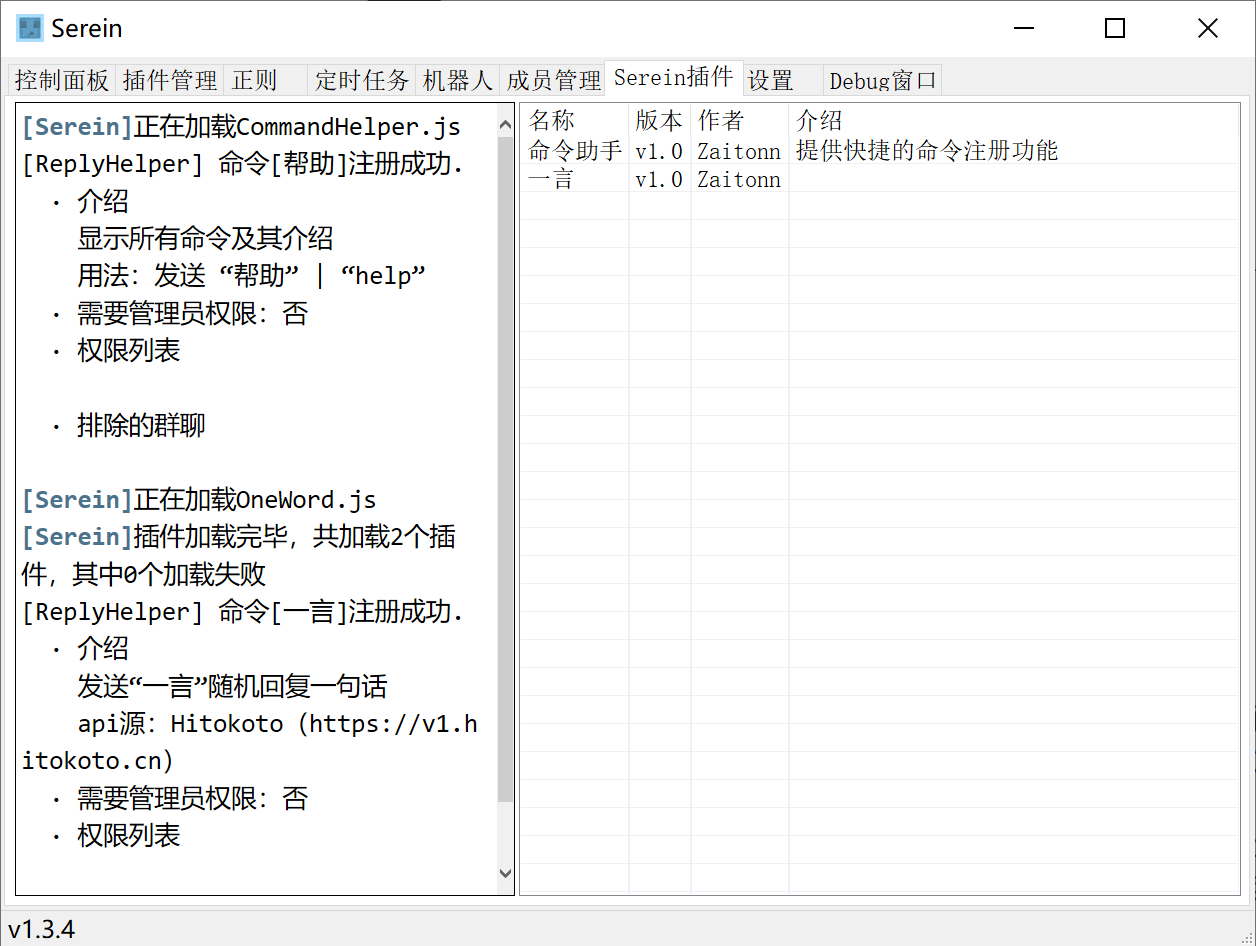 Serein
控制面板 插件管理 正则 定时任务 机器人 成员管理 Serein插件 设置 Debug窗口
[Serein]正在加载CommandHelper.js
[ReplyHelper] 命令[帮助]注册成功.
· 介绍
显示所有命令及其介绍
用法：发送 “帮助” | “help”
· 需要管理员权限：否
· 权限列表
· 排除的群聊
[Serein]正在加载OneWord.js
[Serein]插件加载完毕，共加载2个插
件，其中0个加载失败
[ReplyHelper] 命令[一言]注册成功.
· 介绍
发送“一言”随机回复一句话
api源：Hitokoto（https://v1.h
itokoto.cn）
· 需要管理员权限：否
· 权限列表
名称 版本 作者 介绍
命令助手 v1.0 Zaitonn 提供快捷的命令注册功能
一言 v1.0 Zaitonn
v1.3.4